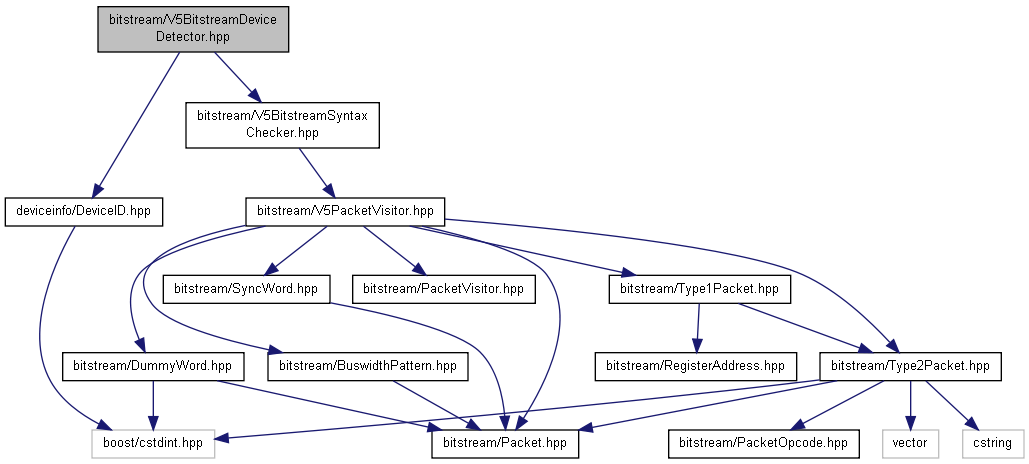 bitstream/V5BitstreamDevice
Detector.hpp
bitstream/V5BitstreamSyntax
Checker.hpp
deviceinfo/DeviceID.hpp
bitstream/V5PacketVisitor.hpp
bitstream/SyncWord.hpp
bitstream/PacketVisitor.hpp
bitstream/Type1Packet.hpp
bitstream/DummyWord.hpp
bitstream/BuswidthPattern.hpp
bitstream/RegisterAddress.hpp
bitstream/Type2Packet.hpp
boost/cstdint.hpp
bitstream/Packet.hpp
bitstream/PacketOpcode.hpp
vector
cstring